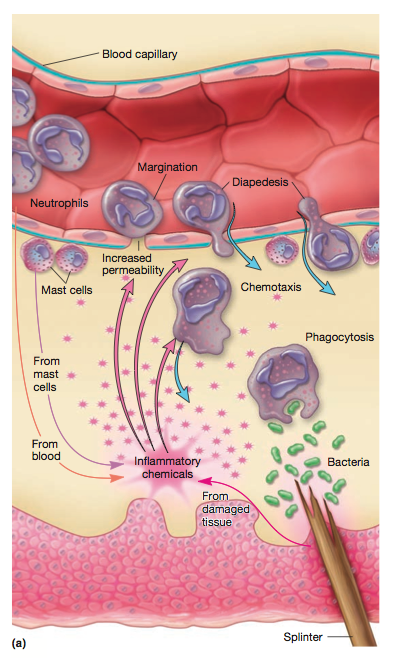 Blood capillary
Margination
Diapedesis
Neutrophils
Increased
permeability
Mast cells
Chemotaxis
Phagocytosis
From
mast
cells
From
blood
Inflammatory
chemicals
Bacteria
From
damaged
tissue
Splinter
(a)